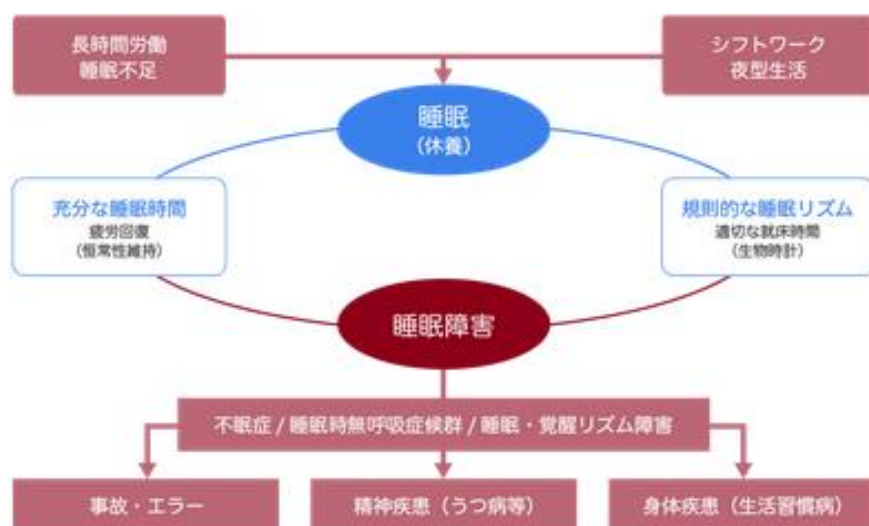 長時間労働
睡眠不足
シフトワーク
夜型生活
睡眠
(休養)
充分な睡眠時間
疲労回復
(恒常性維持)
規則的な睡眠リズム
適切な就床時間
(生物時計)
睡眠障害
不眠症 / 睡眠時無呼吸症候群 / 睡眠・覚醒リズム障害
事故・エラー
精神疾患（うつ病等）
身体疾患（生活習慣病）